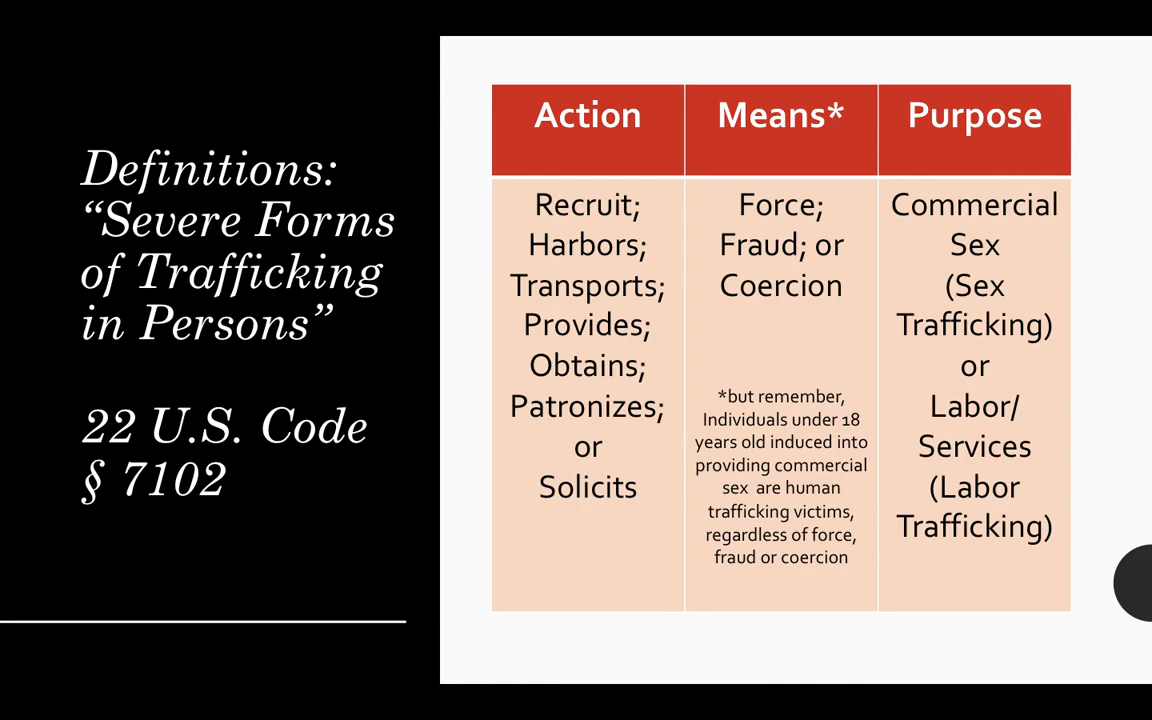 Definitions:
“Severe Forms
of Trafficking
in Persons”
22 U.S. Code
§ 7102
Action
Recruit;
Harbors;
Transports;
Provides;
Obtains;
Patronizes;
or
Solicits
Means*
Force;
Fraud; or
Coercion
*but remember,
Individuals under 18
years old induced into
providing commercial
sex are human
trafficking victims,
regardless of force,
fraud or coercion
Purpose
Commercial
Sex
(Sex
Trafficking)
or
Labor/
Services
(Labor
Trafficking)